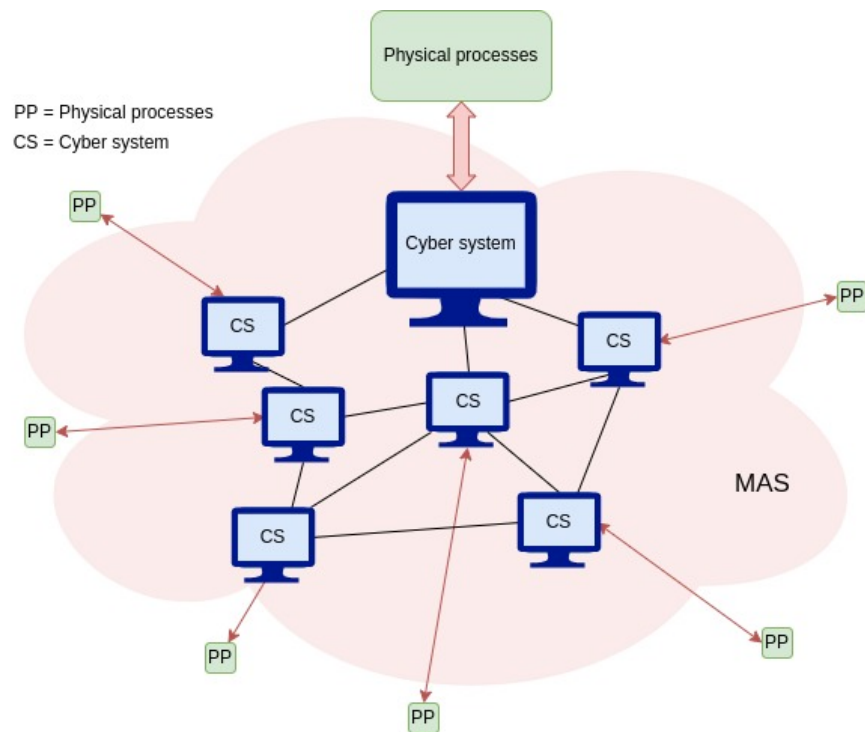 Physical processes
PP = Physical processes
CS = Cyber system
PP
Cyber system
PP
CS
CS
CS
CS
PP
MAS
CS
CS
PP
PP
PP